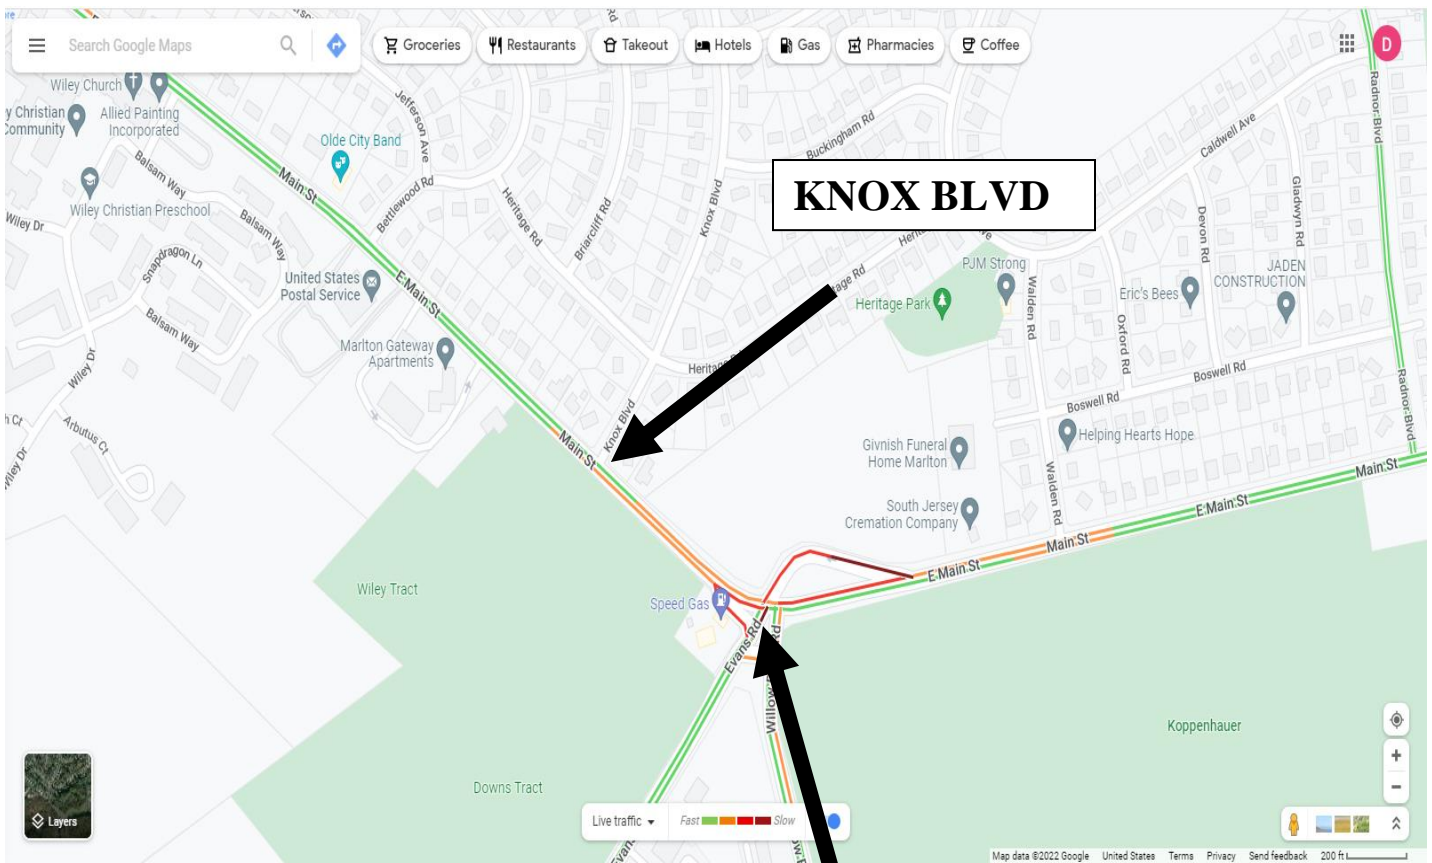 Search Google Maps
Groceries
Restaurants
Takeout
Hotels
Gas
Pharmacies
Coffee
D
Wiley Church
Allied Painting
Incorporated
y Christian
Community
Olde City Band
Jefferson Ave
Buckingham Rd
Caldwell Ave
Radnor Blvd
Balsam Way
Main St
Bettlewood Rd
Heritage Rd
Briarcliff Rd
Knox Blvd
KNOX BLVD
Gladwyn Rd
Devon Rd
Wiley Christian Preschool
Wiley Dr
Balsam Way
Snapdragon Ln
United States
Postal Service
E Main St
PJM Strong
Heritage Park
Walden Rd
Eric's Bees
JADEN
CONSTRUCTION
Oxford Rd
Balsam Way
Marlton Gateway
Apartments
Wiley Dr
Boswell Rd
Radnor Blvd
Boswell Rd
Arbutus Ct
Wiley Dr
Knox Blvd
Main St
Givnish Funeral
Home Marlton
Helping Hearts Hope
Walden Rd
Main St
South Jersey
Cremation Company
E Main St
Main St
E Main St
Wiley Tract
Speed Gas
Evans Rd
Koppenhauer
Downs Tract
Layers
Live traffic
Fast
Slow
Map data ©2022 Google
United States
Terms
Privacy
Send feedback
200 ft